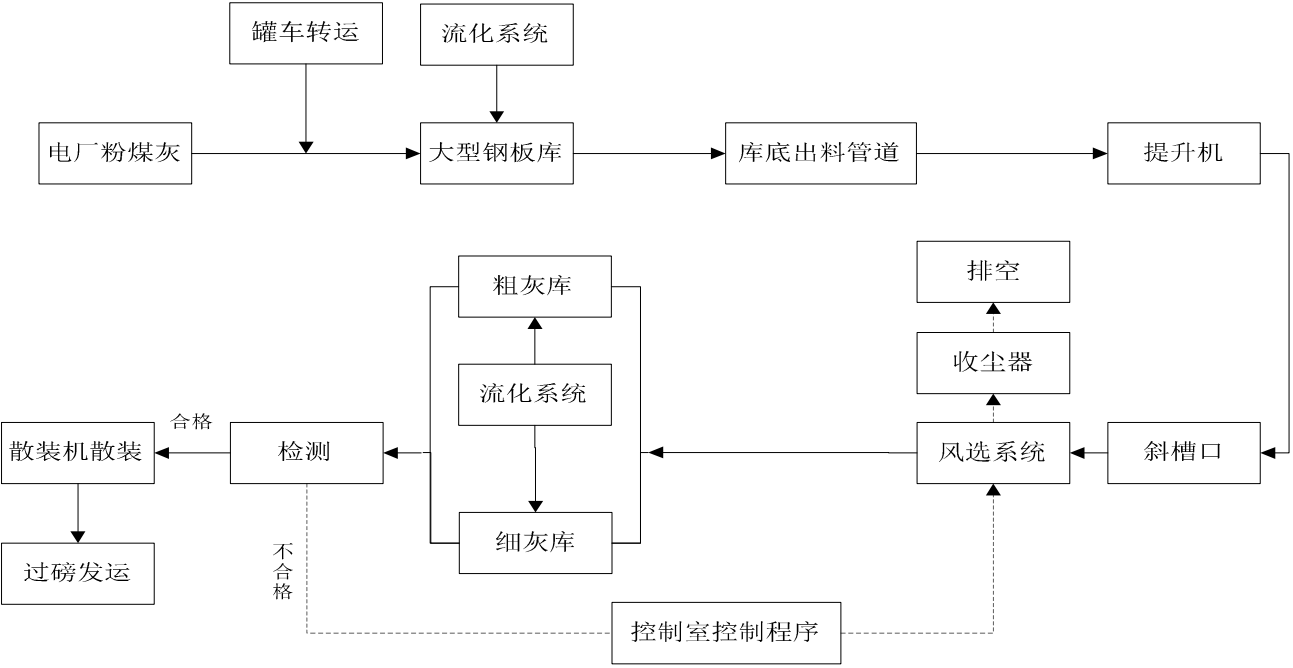 罐车转运
流化系统
电厂粉煤灰
大型钢板库
库底出料管道
提升机
排空
粗灰库
收尘器
流化系统
合格
散装机散装
检测
风选系统
斜槽口
不
合
格
细灰库
过磅发运
控制室控制程序